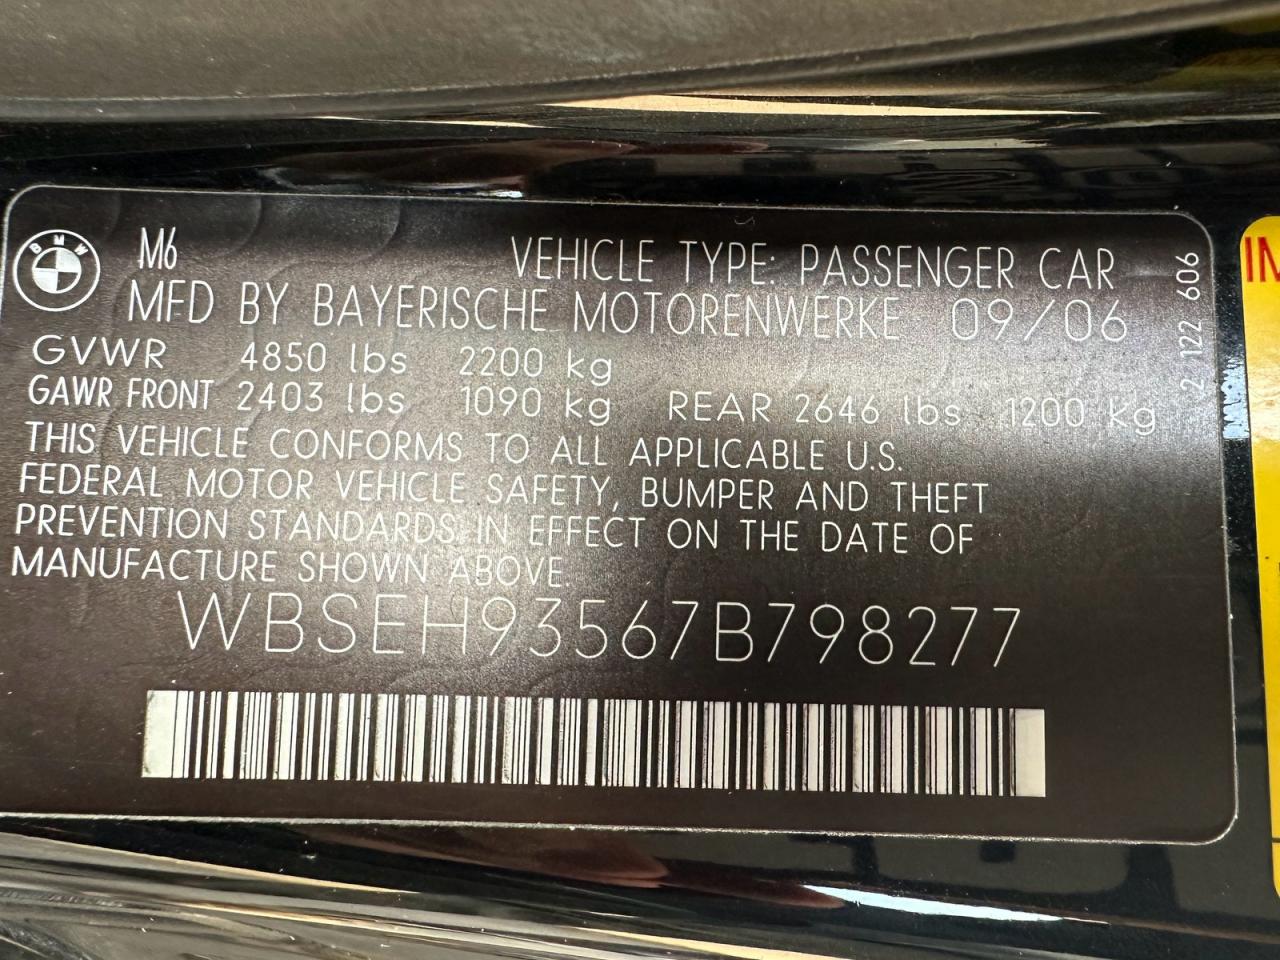 BMW
M6 VEHICLE TYPE: PASSENGER CAR
MFD BY BAYERISCHE MOTORENWERKE 09/06
GVWR 4850 lbs 2200 kg
GAWR FRONT 2403 lbs 1090 kg REAR 2646 lbs 1200 kg
THIS VEHICLE CONFORMS TO ALL APPLICABLE U.S.
FEDERAL MOTOR VEHICLE SAFETY, BUMPER AND THEFT
PREVENTION STANDARDS IN EFFECT ON THE DATE OF
MANUFACTURE SHOWN ABOVE.
WBSEH93567B798277
2 122 606
IM